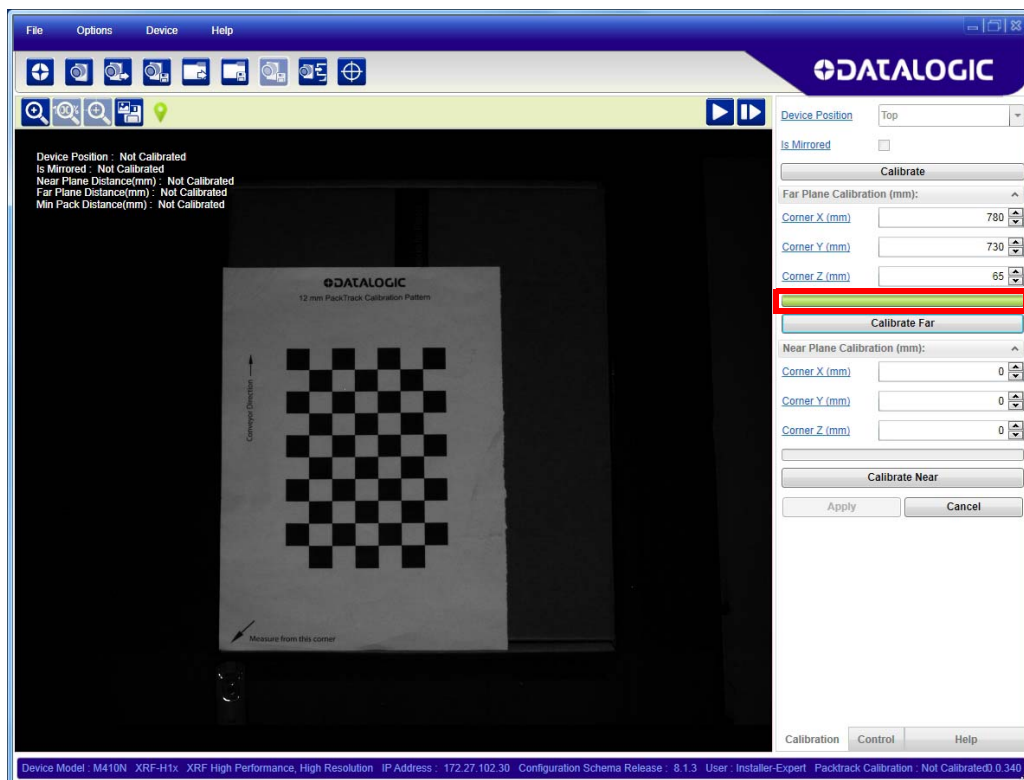 File Options Device Help
DATALOGIC
100%
Device Position Top
Is Mirrored
Calibrate
Far Plane Calibration (mm):
Corner X (mm) 780
Corner Y (mm) 730
Corner Z (mm) 65
Calibrate Far
Near Plane Calibration (mm):
Corner X (mm) 0
Corner Y (mm) 0
Corner Z (mm) 0
Calibrate Near
Apply Cancel
Device Position : Not Calibrated
Is Mirrored : Not Calibrated
Near Plane Distance(mm) : Not Calibrated
Far Plane Distance(mm) : Not Calibrated
Min Pack Distance(mm) : Not Calibrated
DATALOGIC
12 mm PackTrack Calibration Pattern
Conveyor Direction
Measure from this corner
Calibration Control Help
Device Model : M410N XRF-H1x XRF High Performance, High Resolution IP Address : 172.27.102.30 Configuration Schema Release : 8.1.3 User : Installer-Expert Packtrack Calibration : Not Calibrated0.0.340